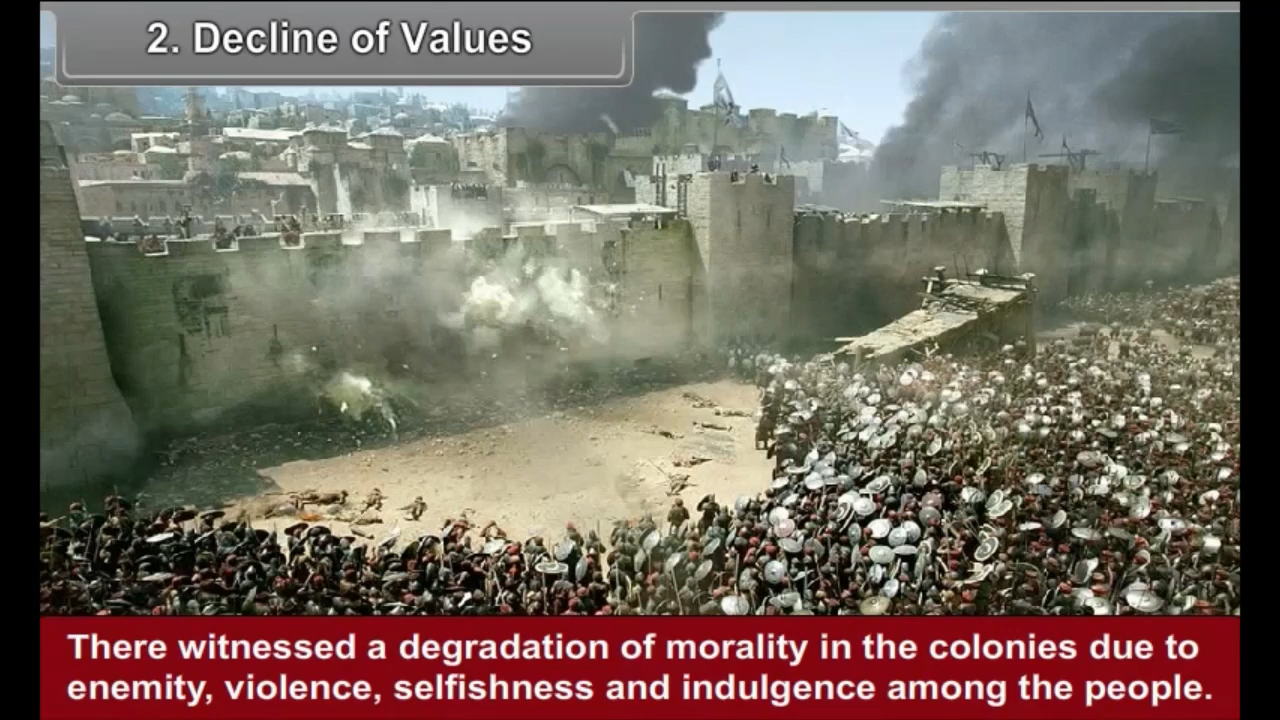 2. Decline of Values
There witnessed a degradation of morality in the colonies due to
enemity, violence, selfishness and indulgence among the people.